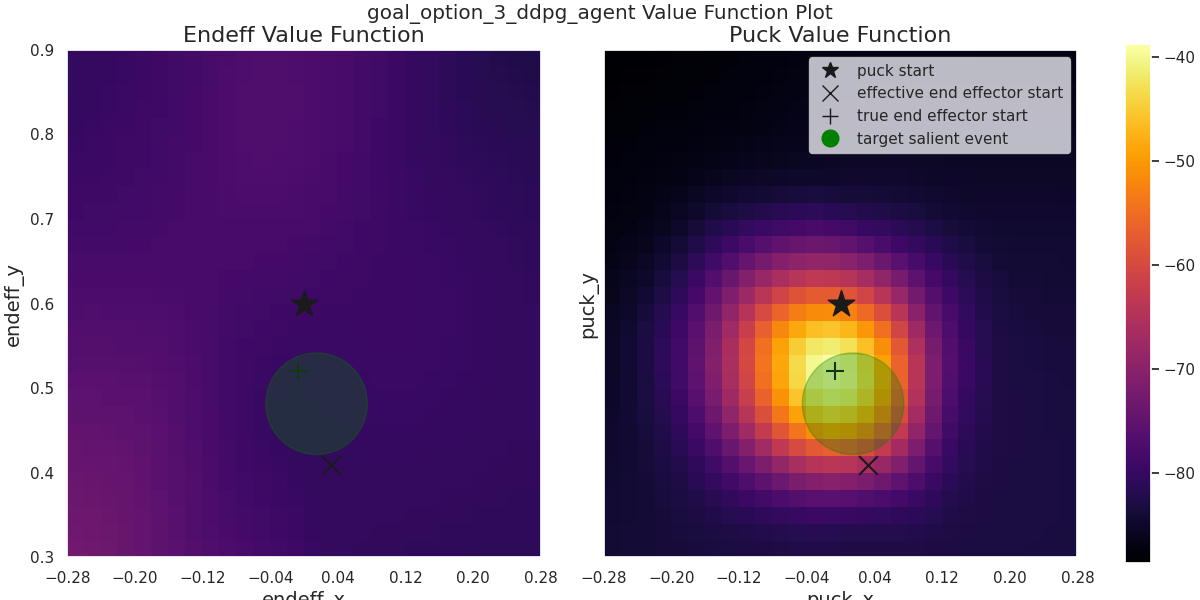 goal_option_3_ddpg_agent Value Function Plot
Endeff Value Function
Puck Value Function
puck start
effective end effector start
true end effector start
target salient event
endeff_y
0.9
0.8
0.7
0.6
0.5
0.4
0.3
−0.28 −0.20 −0.12 −0.04 0.04 0.12 0.20 0.28
endeff_x
puck_y
−0.28 −0.20 −0.12 −0.04 0.04 0.12 0.20 0.28
puck_x
−40
−50
−60
−70
−80